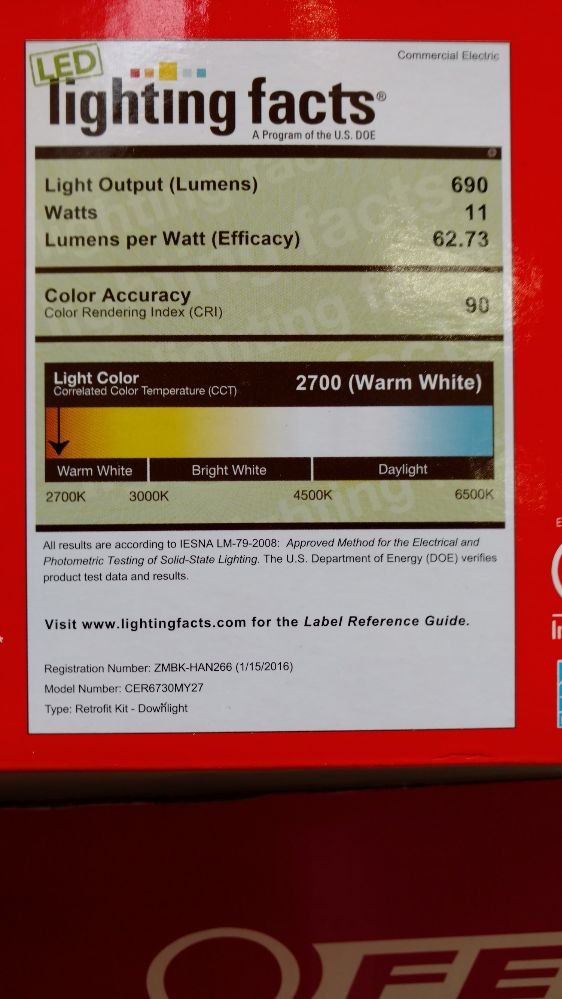 Commercial Electric
LED
lighting facts®
A Program of the U.S. DOE
Light Output (Lumens) 690
Watts 11
Lumens per Watt (Efficacy) 62.73
Color Accuracy 90
Color Rendering Index (CRI)
Light Color 2700 (Warm White)
Correlated Color Temperature (CCT)
Warm White Bright White Daylight
2700K 3000K 4500K 6500K
All results are according to IESNA LM-79-2008: Approved Method for the Electrical and
Photometric Testing of Solid-State Lighting. The U.S. Department of Energy (DOE) verifies
product test data and results.
Visit www.lightingfacts.com for the Label Reference Guide.
Registration Number: ZMBK-HAN266 (1/15/2016)
Model Number: CER6730MY27
Type: Retrofit Kit - Downlight